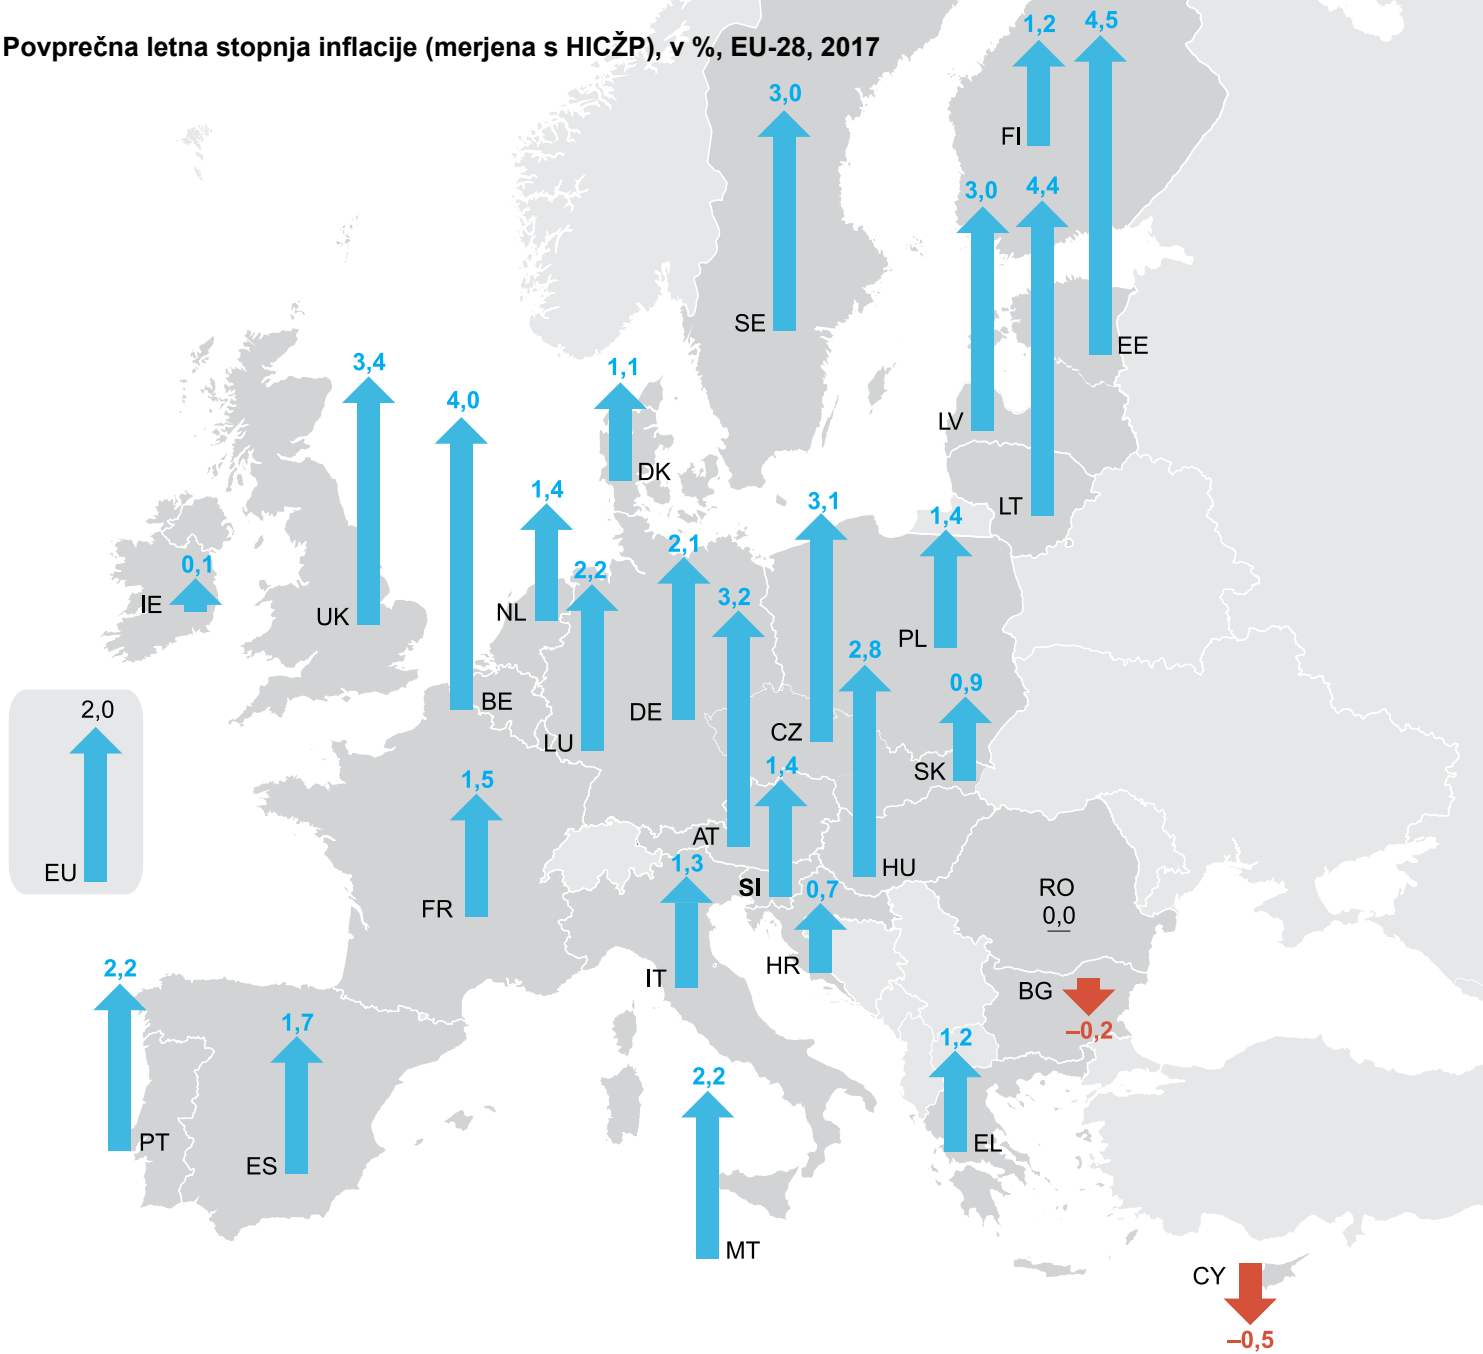 Povprečna letna stopnja inflacije (merjena s HICŽP), v %, EU-28, 2017
1,2
4,5
FI
3,0
SE
3,0
4,4
EE
LV
LT
3,4
UK
4,0
BE
1,1
DK
1,4
NL
0,1
IE
2,2
LU
2,1
DE
3,2
AT
3,1
CZ
1,4
PL
2,8
HU
0,9
SK
2,0
EU
1,5
FR
1,4
SI
1,3
IT
0,7
HR
RO
0,0
BG
–0,2
2,2
PT
1,7
ES
2,2
MT
1,2
EL
CY
–0,5